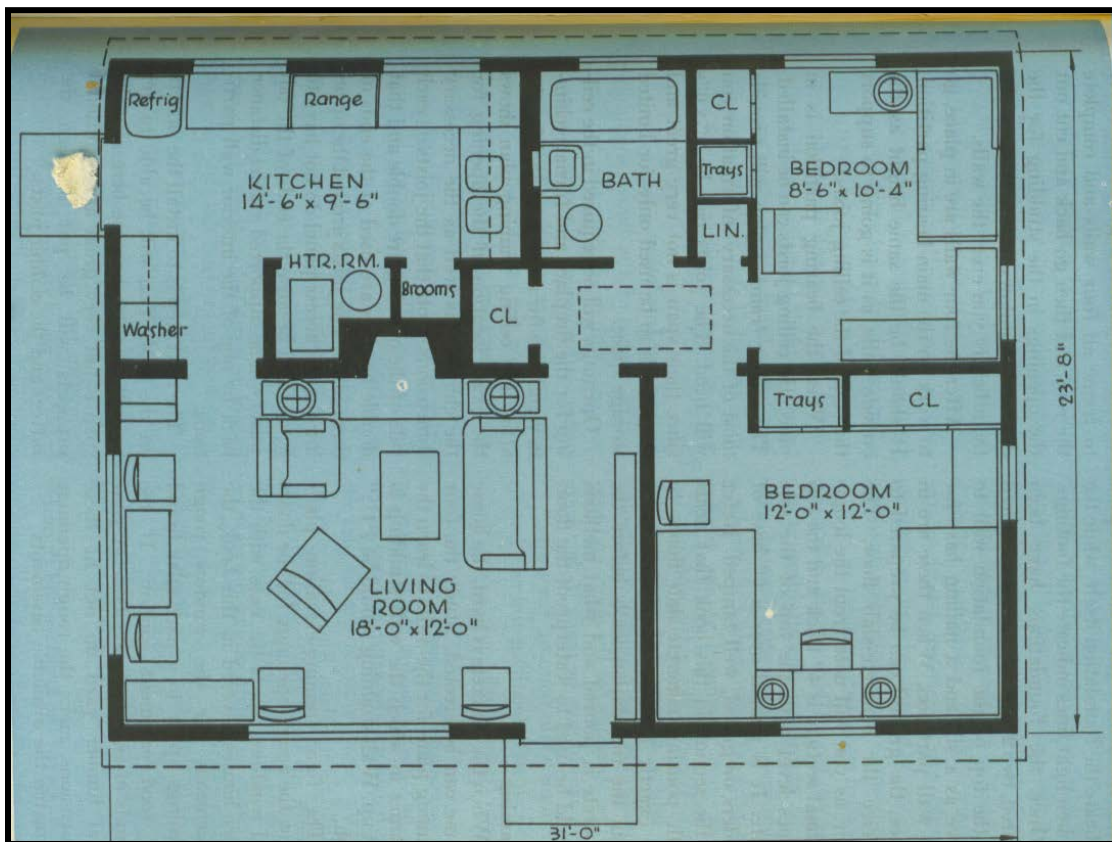 Refrig
Range
CL
Trays
KITCHEN
14'-6" x 9'-6"
BATH
BEDROOM
8'-6" x 10'-4"
LIN.
HTR. RM.
Brooms
CL
Washer
23'-8"
Trays
CL
BEDROOM
12'-0" x 12'-0"
LIVING
ROOM
18'-0" x 12'-0"
31'-0"